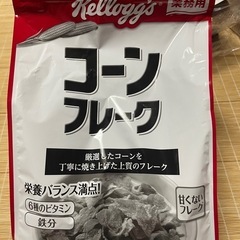 Kellogg's
業務用
コーン
フレーク
厳選したコーンを
丁寧に焼き上げた上質のフレーク
栄養バランス満点!
6種のビタミン
鉄分
甘くない
フレーク